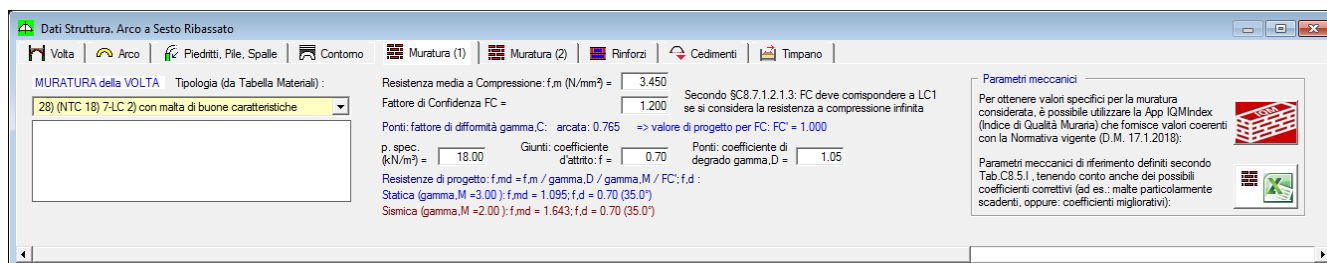 Dati Struttura. Arco a Sesto Ribassato
Volta Arco Piedritti, Pile, Spalle Contorno Muratura (1) Muratura (2) Rinforzi Cedimenti Timpano
MURATURA della VOLTA Tipologia (da Tabella Materiali) :
28) (NTC 18) 7-LC 2) con malta di buone caratteristiche
Resistenza media a Compressione: f,m (N/mm²) = 3.450
Fattore di Confidenza FC = 1.200
Secondo §C8.7.1.2.1.3: FC deve corrispondere a LC1
se si considera la resistenza a compressione infinita
Ponti: fattore di difformità gamma,C: arcata: 0.765 => valore di progetto per FC: FC' = 1.000
p. spec.
(kN/m³) = 18.00
Giunti: coefficiente
d'attrito: f = 0.70
Ponti: coefficiente di
degrado gamma,D = 1.05
Resistenze di progetto: f,md = f,m / gamma,D / gamma,M / FC'; f,d :
Statica (gamma,M =3.00 ): f,md = 1.095; f,d = 0.70 (35.0°)
Sismica (gamma,M =2.00 ): f,md = 1.643; f,d = 0.70 (35.0°)
Parametri meccanici
Per ottenere valori specifici per la muratura
considerata, è possibile utilizzare la App IQMIndex
(Indice di Qualità Muraria) che fornisce valori coerenti
con la Normativa vigente (D.M. 17.1.2018):
IQM
Parametri meccanici di riferimento definiti secondo
Tab.C8.5.I , tenendo conto anche dei possibili
coefficienti correttivi (ad es.: malte particolarmente
scadenti, oppure: coefficienti migliorativi):